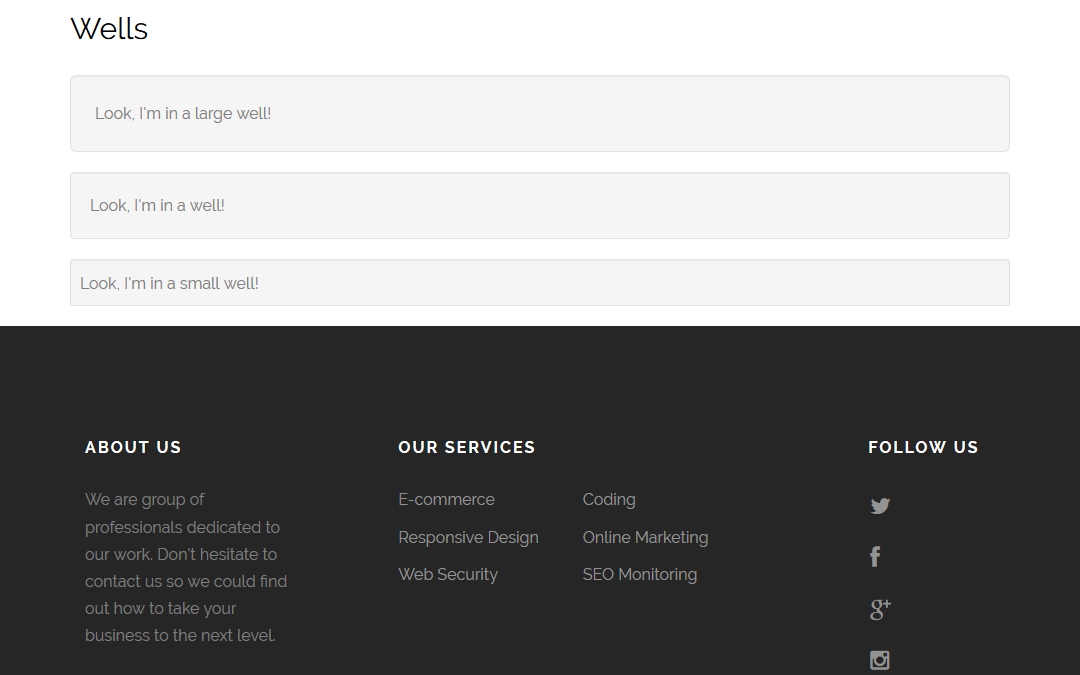 Wells
Look, I'm in a large well!
Look, I'm in a well!
Look, I'm in a small well!
ABOUT US
We are group of
professionals dedicated to
our work. Don't hesitate to
contact us so we could find
out how to take your
business to the next level.
OUR SERVICES
E-commerce
Responsive Design
Web Security
Coding
Online Marketing
SEO Monitoring
FOLLOW US